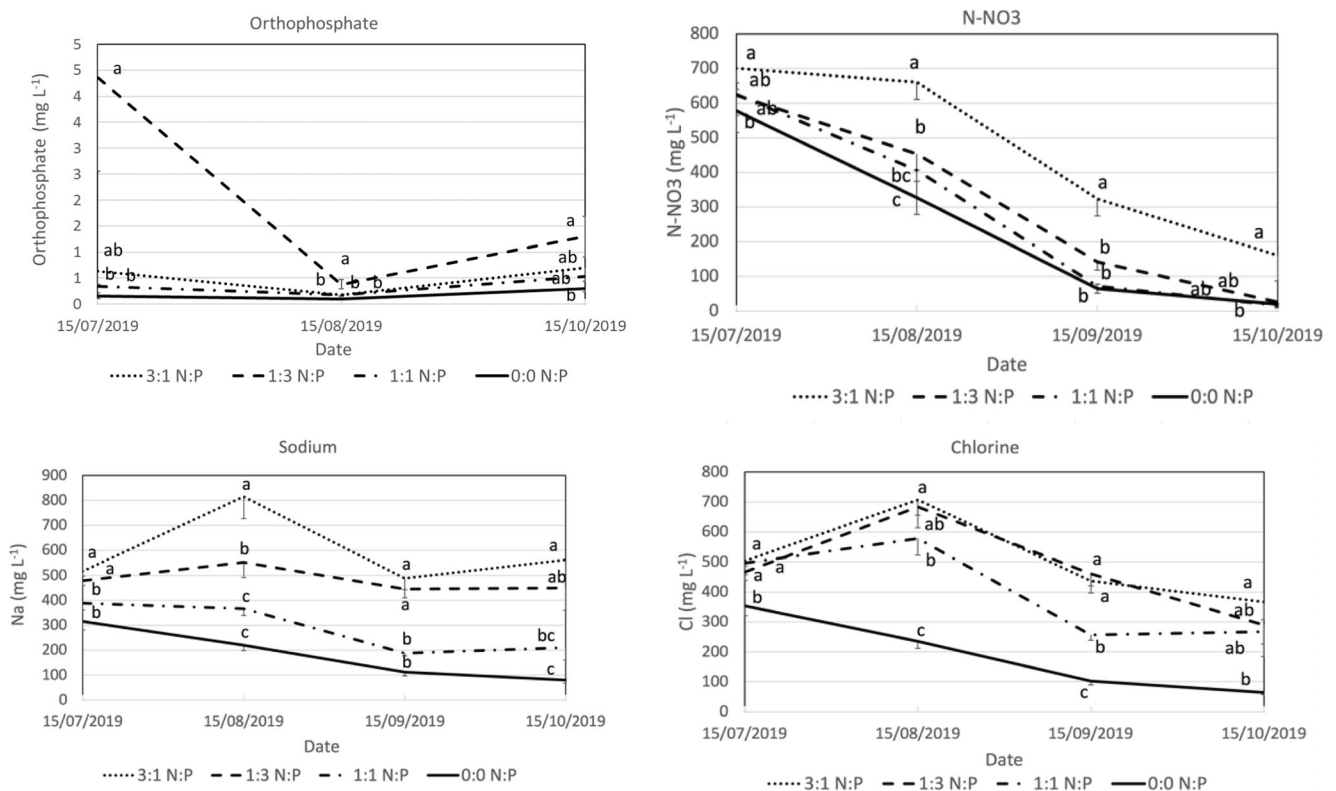 Orthophosphate
Orthophosphate (mg L-1)
5
5
4
4
3
3
2
2
1
1
0
a
ab
b b
a
b b b
a
ab
b
15/07/2019 15/08/2019 15/10/2019
Date
3:1 N:P 1:3 N:P 1:1 N:P 0:0 N:P
N-NO3
N-NO3 (mg L-1)
800
700
600
500
400
300
200
100
0
a
ab
ab
b
a
b
bc
c
a
b
b
b
a
ab
ab
b
15/07/2019 15/08/2019 15/09/2019 15/10/2019
Date
3:1 N:P 1:3 N:P 1:1 N:P 0:0 N:P
Sodium
Na (mg L-1)
900
800
700
600
500
400
300
200
100
0
a
a
b
b
a
b
c
c
a
a
b
b
a
ab
bc
c
15/07/2019 15/08/2019 15/09/2019 15/10/2019
Date
3:1 N:P 1:3 N:P 1:1 N:P 0:0 N:P
Chlorine
Cl (mg L-1)
800
700
600
500
400
300
200
100
0
a
a a
b
a
ab
b
c
a
a
b
c
a
ab
ab
b
15/07/2019 15/08/2019 15/09/2019 15/10/2019
Date
3:1 N:P 1:3 N:P 1:1 N:P 0:0 N:P